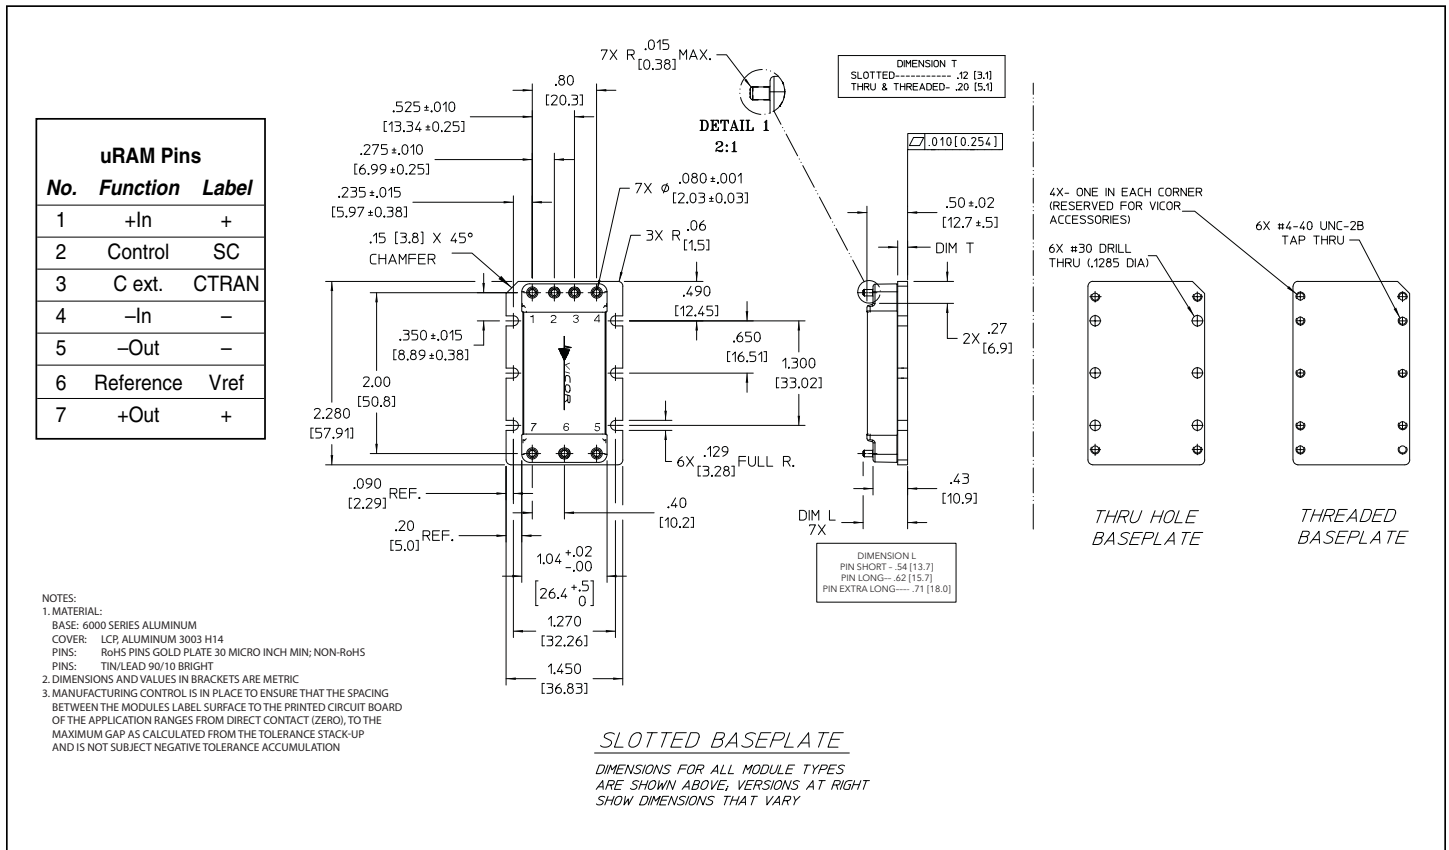 uRAM Pins
No. Function Label
1 +In +
2 Control SC
3 C ext. CTRAN
4 –In –
5 –Out –
6 Reference Vref
7 +Out +
7X R .015 MAX.
[0.38]
.80
[20.3]
.525 ±.010
[13.34 ±0.25]
.275 ±.010
[6.99 ±0.25]
.235 ±.015
[5.97 ±0.38]
.15 [3.8] X 45°
CHAMFER
DETAIL 1
2:1
7X ø .080 ±.001
[2.03 ±0.03]
3X R .06
[1.5]
.490
[12.45]
.350 ±.015
[8.89 ±0.38]
.650
[16.51]
1.300
[33.02]
2.00
[50.8]
2.280
[57.91]
1 2 3 4
VICOR
7 6 5
6X .129 FULL R.
[3.28]
.090 REF.
[2.29]
.20 REF.
[5.0]
.40
[10.2]
1.04 +.02
-.00
[26.4 +.5
0]
1.270
[32.26]
1.450
[36.83]
DIMENSION T
SLOTTED----------- .12 [3.1]
THRU & THREADED- .20 [5.1]
.010[0.254]
.50 ±.02
[12.7 ±.5]
DIM T
2X .27
[6.9]
.43
[10.9]
DIM L
7X
DIMENSION L
PIN SHORT - .54 [13.7]
PIN LONG-- .62 [15.7]
PIN EXTRA LONG---- .71 [18.0]
4X- ONE IN EACH CORNER
(RESERVED FOR VICOR
ACCESSORIES)
6X #30 DRILL
THRU (.1285 DIA)
6X #4-40 UNC-2B
TAP THRU
THRU HOLE
BASEPLATE
THREADED
BASEPLATE
NOTES:
1. MATERIAL:
BASE: 6000 SERIES ALUMINUM
COVER: LCP, ALUMINUM 3003 H14
PINS: RoHS PINS GOLD PLATE 30 MICRO INCH MIN; NON-RoHS
PINS: TIN/LEAD 90/10 BRIGHT
2. DIMENSIONS AND VALUES IN BRACKETS ARE METRIC
3. MANUFACTURING CONTROL IS IN PLACE TO ENSURE THAT THE SPACING
BETWEEN THE MODULES LABEL SURFACE TO THE PRINTED CIRCUIT BOARD
OF THE APPLICATION RANGES FROM DIRECT CONTACT (ZERO), TO THE
MAXIMUM GAP AS CALCULATED FROM THE TOLERANCE STACK-UP
AND IS NOT SUBJECT NEGATIVE TOLERANCE ACCUMULATION
SLOTTED BASEPLATE
DIMENSIONS FOR ALL MODULE TYPES
ARE SHOWN ABOVE; VERSIONS AT RIGHT
SHOW DIMENSIONS THAT VARY